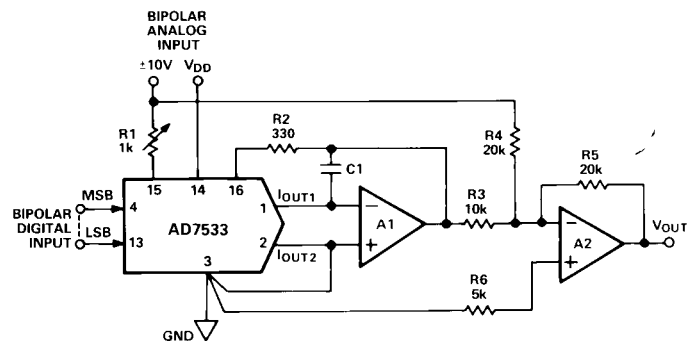 BIPOLAR
ANALOG
INPUT
±10V
VDD
R1
1k
R2
330
R4
20k
C1
R5
20k
15
14
16
MSB
4
BIPOLAR
DIGITAL
INPUT
LSB
13
AD7533
1
IOUT1
2
IOUT2
3
−
A1
+
R3
10k
−
A2
+
VOUT
R6
5k
GND